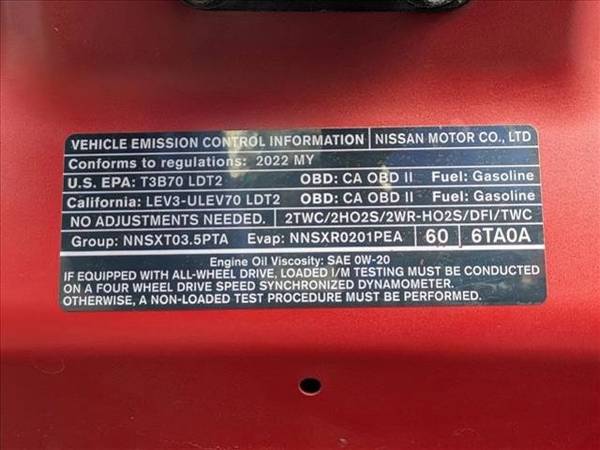 VEHICLE EMISSION CONTROL INFORMATION NISSAN MOTOR CO., LTD
Conforms to regulations: 2022 MY
U.S. EPA: T3B70 LDT2 OBD: CA OBD II Fuel: Gasoline
California: LEV3-ULEV70 LDT2 OBD: CA OBD II Fuel: Gasoline
NO ADJUSTMENTS NEEDED. 2TWC/2HO2S/2WR-HO2S/DFI/TWC
Group: NNSXT03.5PTA Evap: NNSXR0201PEA 60 6TA0A
Engine Oil Viscosity: SAE 0W-20
IF EQUIPPED WITH ALL-WHEEL DRIVE, LOADED I/M TESTING MUST BE CONDUCTED
ON A FOUR WHEEL DRIVE SPEED SYNCHRONIZED DYNAMOMETER.
OTHERWISE, A NON-LOADED TEST PROCEDURE MUST BE PERFORMED.